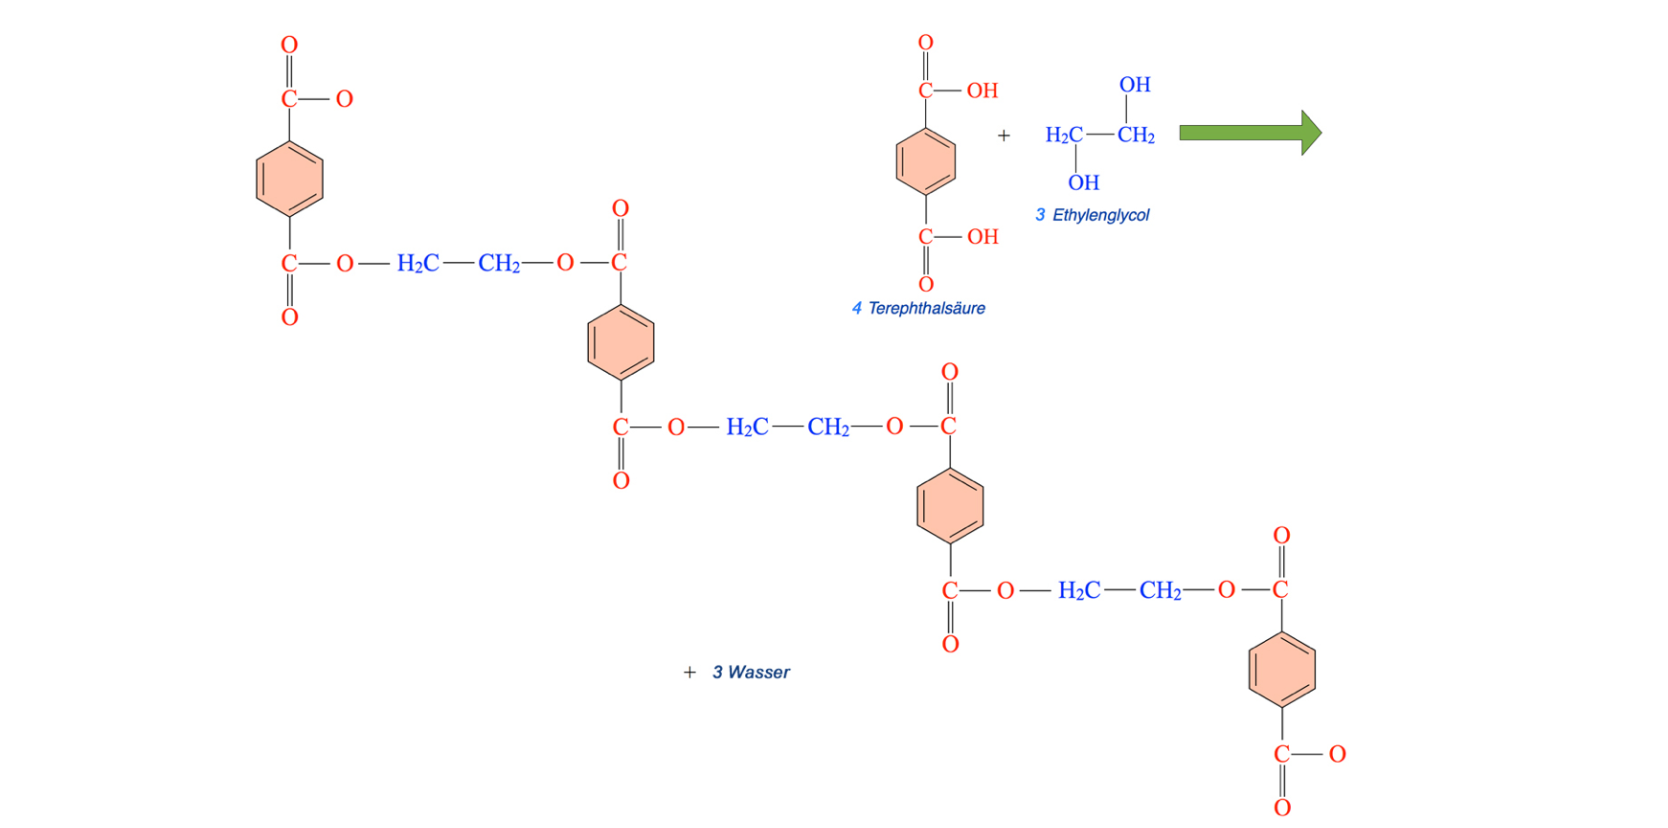 O
C O
C O H₂C CH₂ O C
O
O
C O H₂C CH₂ O C
O
O
C O H₂C CH₂ O C
O
O
C O
O
O
C OH
C OH
O
4 Terephthalsäure
+
OH
H₂C CH₂
OH
3 Ethylenglycol
+ 3 Wasser